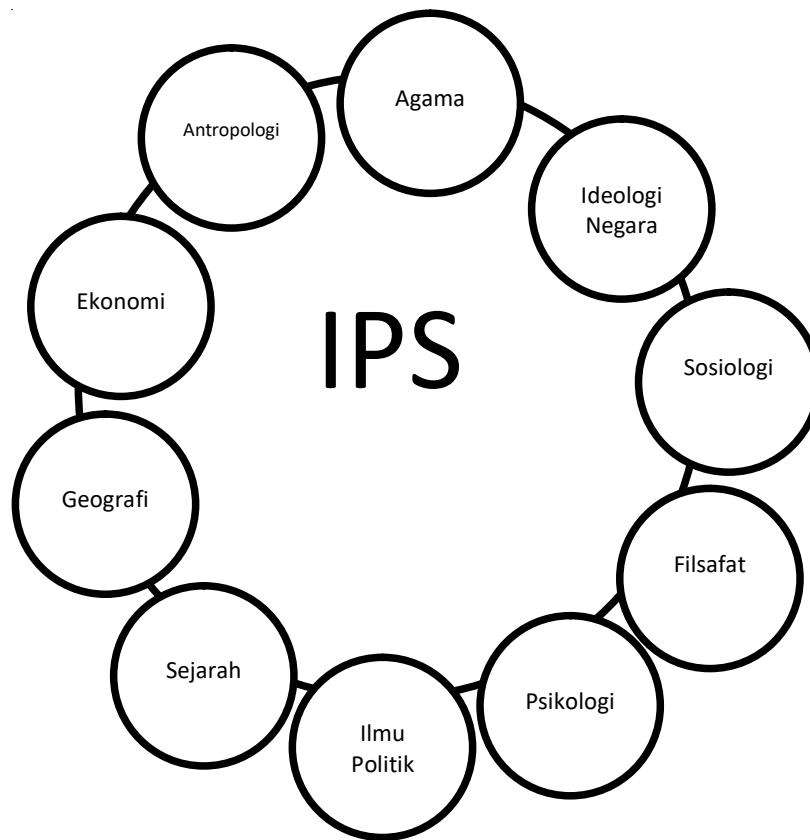 Agama
Antropologi
Ideologi
Negara
Ekonomi
IPS
Sosiologi
Geografi
Filsafat
Sejarah
Psikologi
Ilmu
Politik